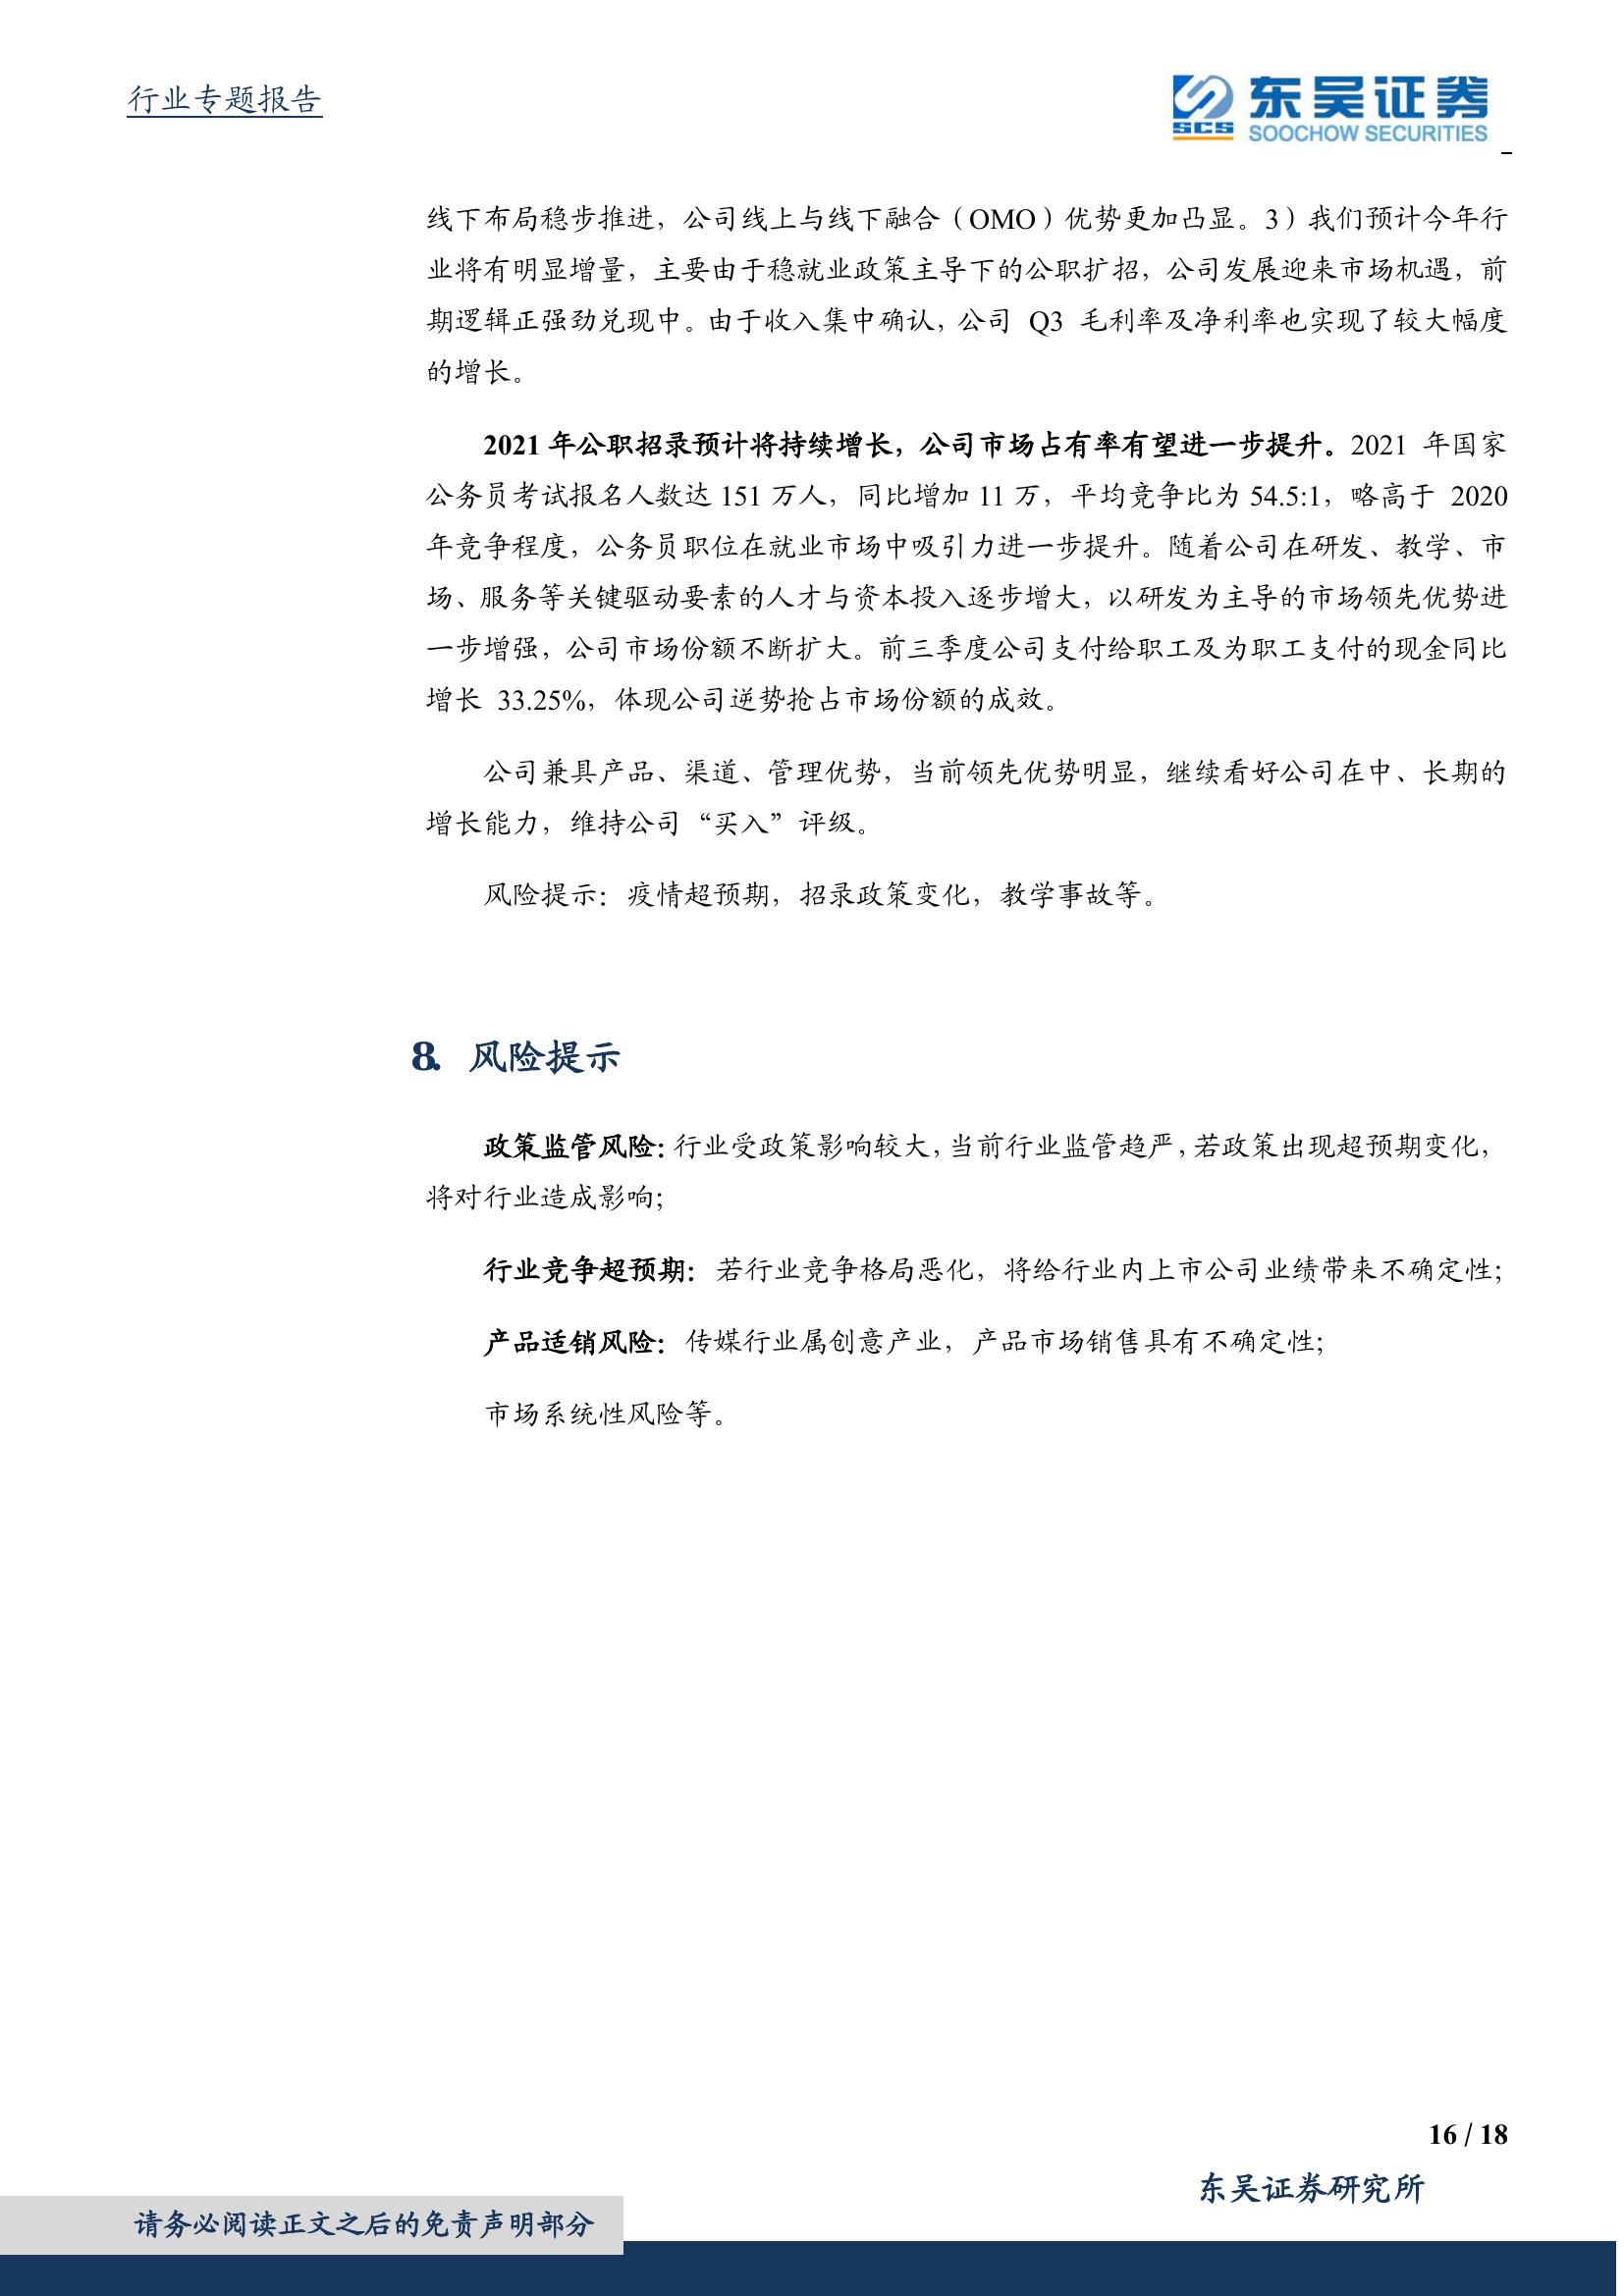 行业专题报告
SCS
东吴证券
SOOCHOW SECURITIES
线下布局稳步推进，公司线上与线下融合（OMO）优势更加凸显。3）我们预计今年行
业将有明显增量，主要由于稳就业政策主导下的公职扩招，公司发展迎来市场机遇，前
期逻辑正强劲兑现中。由于收入集中确认，公司 Q3 毛利率及净利率也实现了较大幅度
的增长。
2021 年公职招录预计将持续增长，公司市场占有率有望进一步提升。2021 年国家
公务员考试报名人数达 151 万人，同比增加 11 万，平均竞争比为 54.5:1，略高于 2020
年竞争程度，公务员职位在就业市场中吸引力进一步提升。随着公司在研发、教学、市
场、服务等关键驱动要素的人才与资本投入逐步增大，以研发为主导的市场领先优势进
一步增强，公司市场份额不断扩大。前三季度公司支付给职工及为职工支付的现金同比
增长 33.25%，体现公司逆势抢占市场份额的成效。
公司兼具产品、渠道、管理优势，当前领先优势明显，继续看好公司在中、长期的
增长能力，维持公司“买入”评级。
风险提示：疫情超预期，招录政策变化，教学事故等。
8. 风险提示
政策监管风险：行业受政策影响较大，当前行业监管趋严，若政策出现超预期变化，
将对行业造成影响；
行业竞争超预期：若行业竞争格局恶化，将给行业内上市公司业绩带来不确定性；
产品适销风险：传媒行业属创意产业，产品市场销售具有不确定性；
市场系统性风险等。
16 / 18
东吴证券研究所
请务必阅读正文之后的免责声明部分